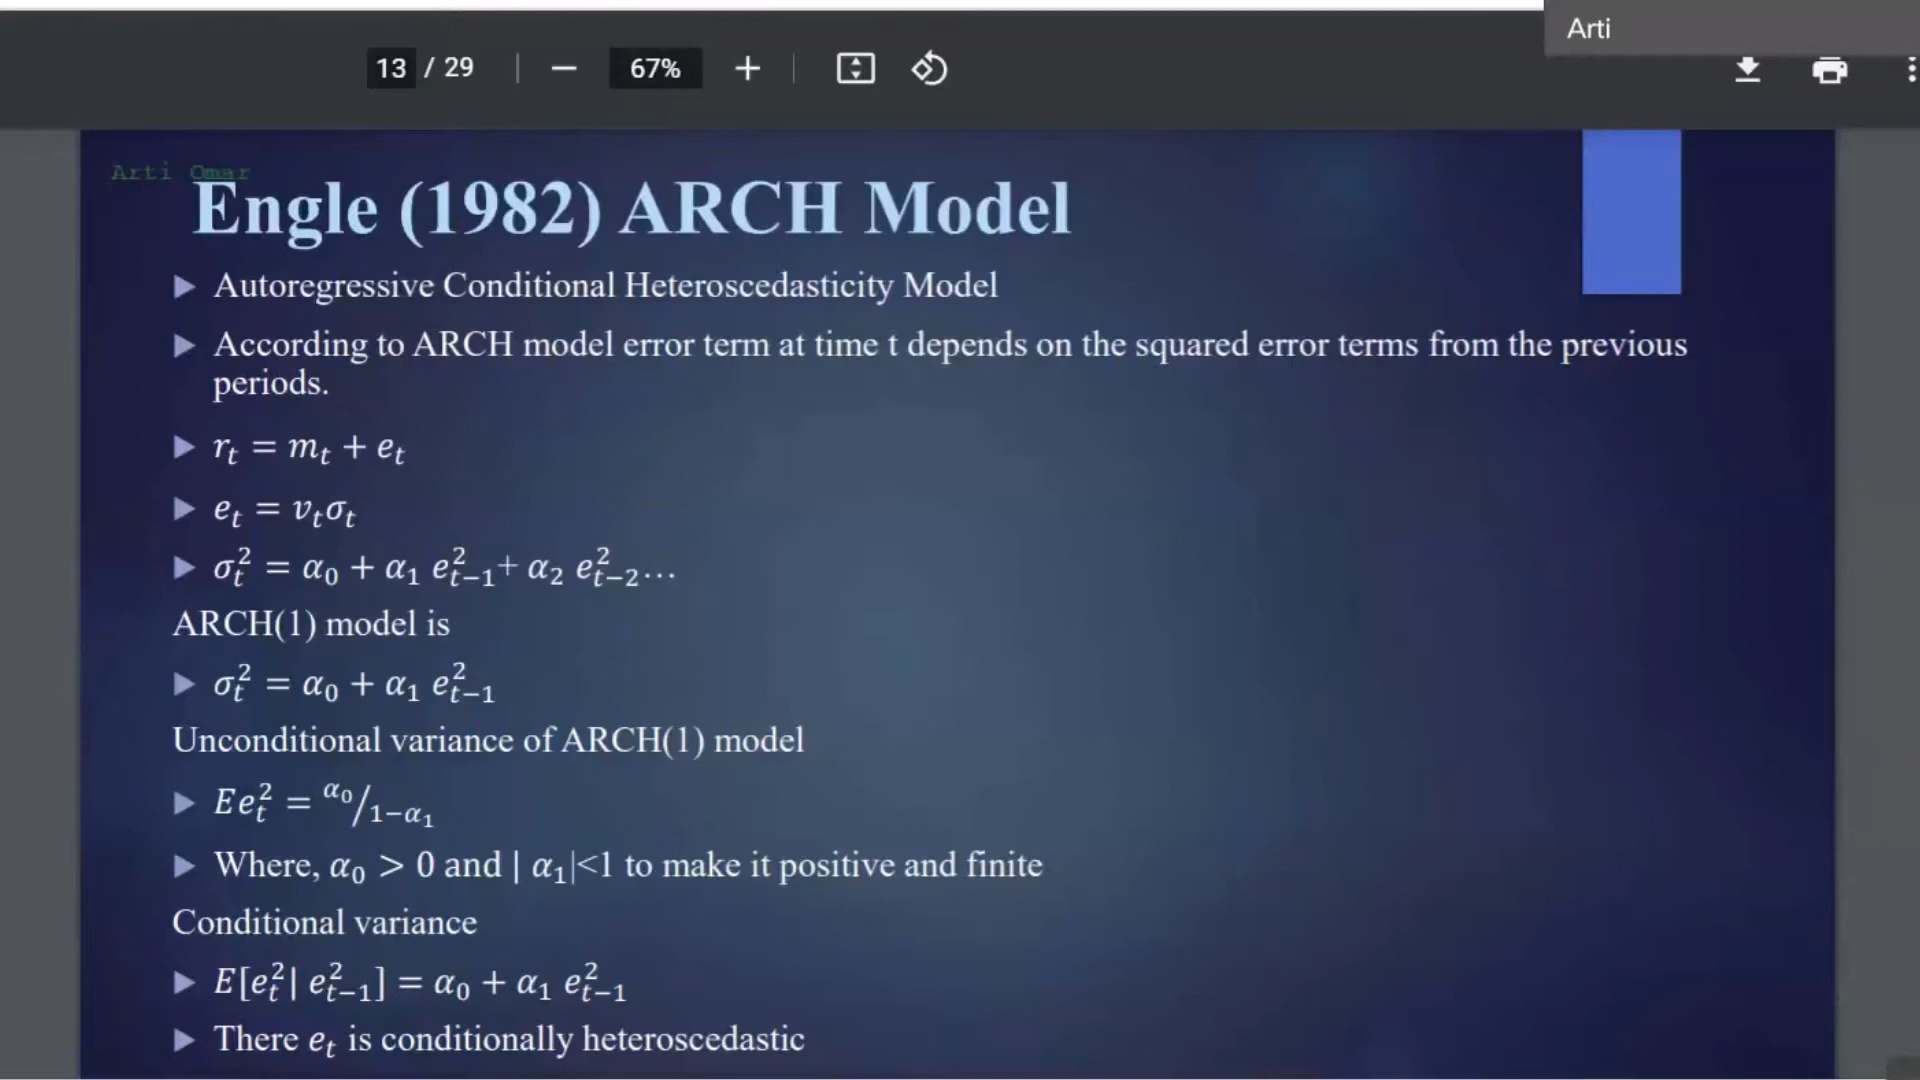 Arti
13 / 29
67%
Arti Omar
Engle (1982) ARCH Model
Autoregressive Conditional Heteroscedasticity Model
According to ARCH model error term at time t depends on the squared error terms from the previous
periods.
r_t = m_t + e_t
e_t = v_tσ_t
σ_t^2 = α_0 + α_1 e_{t−1}^2 + α_2 e_{t−2}^2…
ARCH(1) model is
σ_t^2 = α_0 + α_1 e_{t−1}^2
Unconditional variance of ARCH(1) model
Ee_t^2 = α_0/1−α_1
Where, α_0 > 0 and | α_1|<1 to make it positive and finite
Conditional variance
E[e_t^2| e_{t−1}^2] = α_0 + α_1 e_{t−1}^2
There e_t is conditionally heteroscedastic